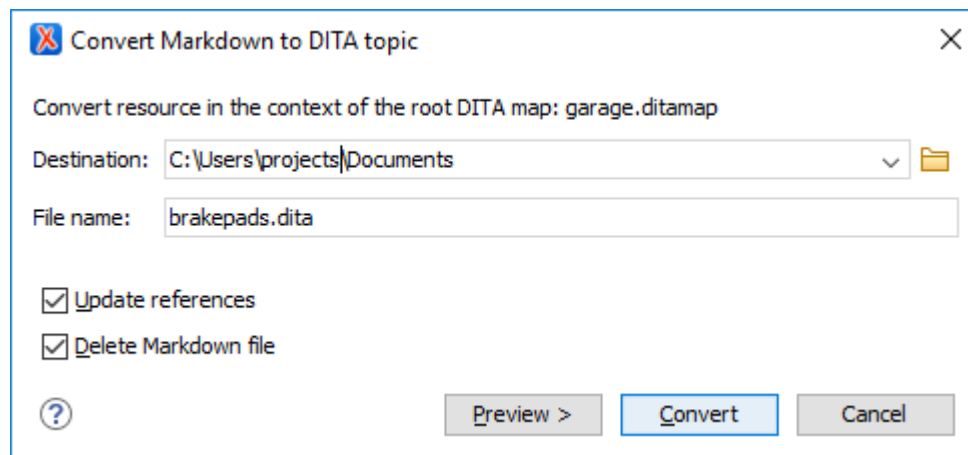 Convert Markdown to DITA topic
Convert resource in the context of the root DITA map: garage.ditamap
Destination: C:\Users\projects\Documents
File name: brakepads.dita
Update references
Delete Markdown file
? Preview > Convert Cancel